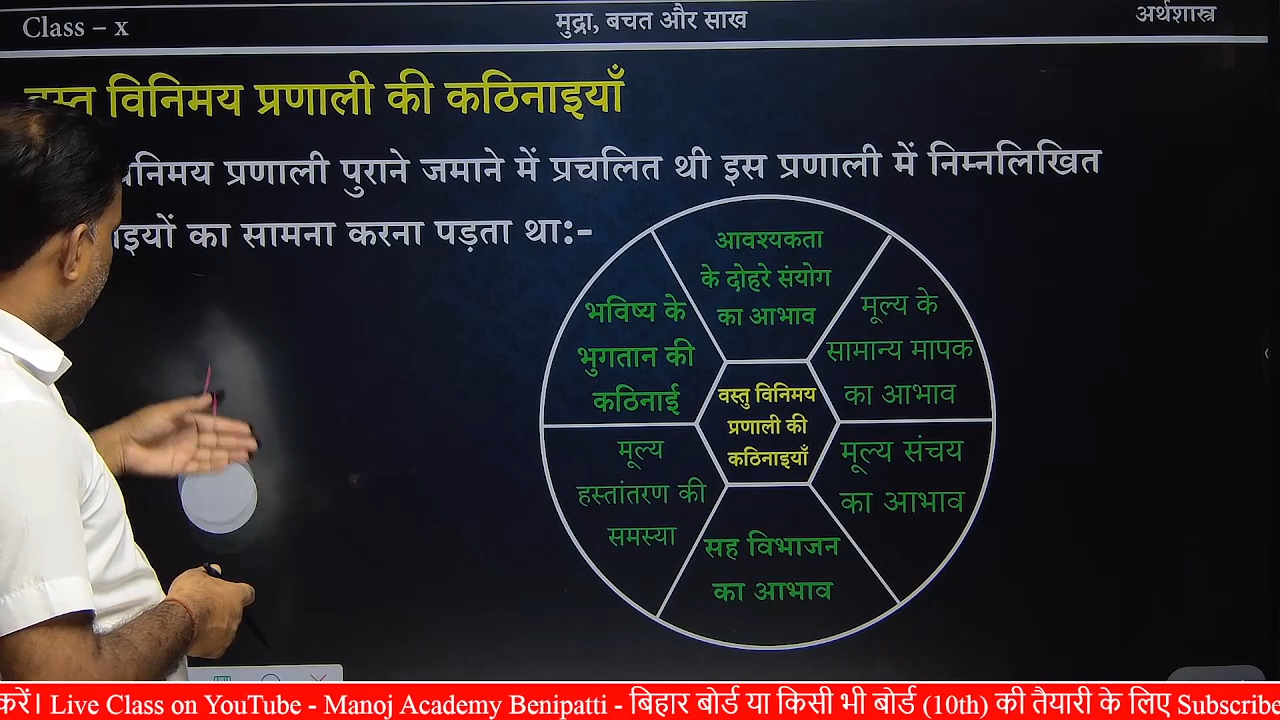 Class – x
मुद्रा, बचत और साख
अर्थशास्त्र
विनिमय प्रणाली की कठिनाइयाँ
प्रणाली पुराने जमाने में प्रचलित थी इस प्रणाली में निम्नलिखित
का सामना करना पड़ता था:-
आवश्यकता
के दोहरे संयोग
का आभाव
मूल्य के
सामान्य मापक
का आभाव
मूल्य संचय
का आभाव
सह विभाजन
का आभाव
मूल्य
हस्तांतरण की
समस्या
भविष्य के
भुगतान की
कठिनाई
वस्तु विनिमय
प्रणाली की
कठिनाइयाँ
करें। Live Class on YouTube - Manoj Academy Benipatti - बिहार बोर्ड या किसी भी बोर्ड (10th) की तैयारी के लिए Subscribe